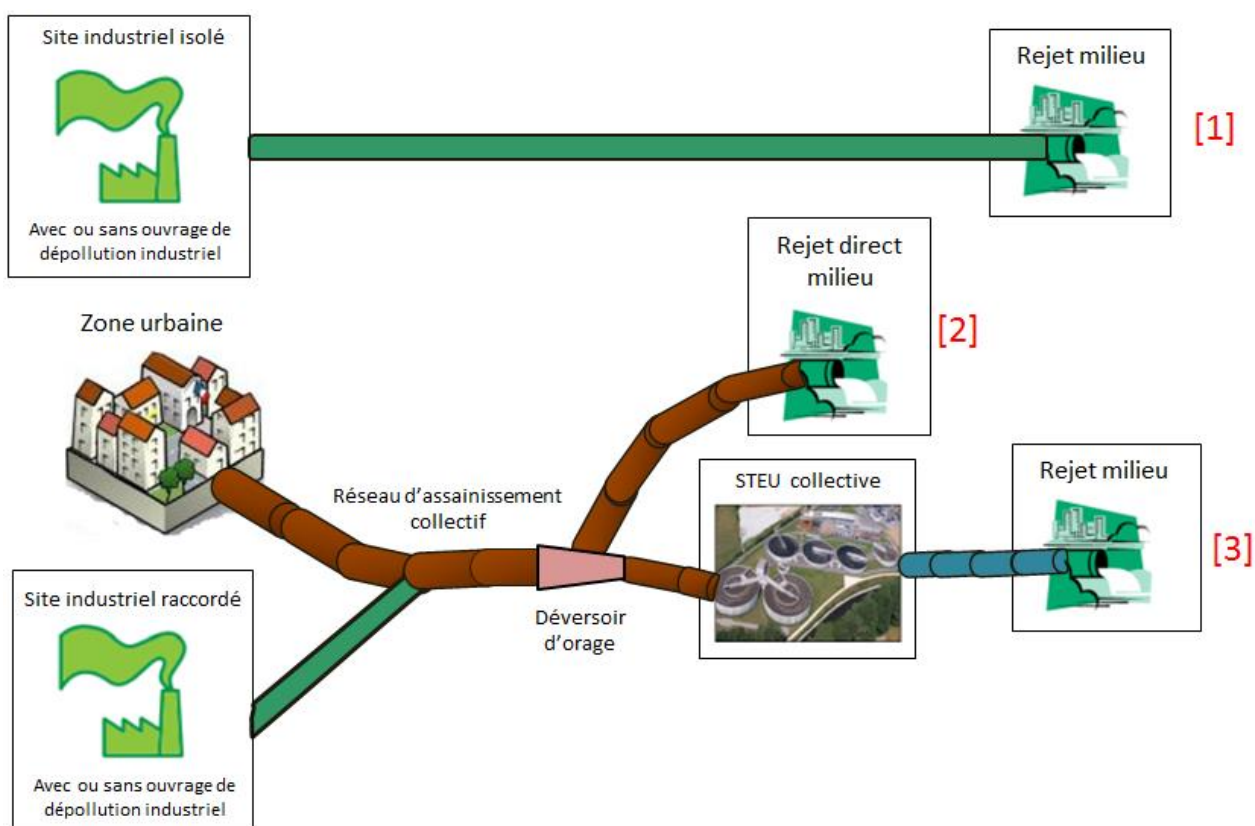 Site industriel isolé
Avec ou sans ouvrage de
dépollution industriel
Rejet milieu
[1]
Rejet direct
milieu
[2]
Zone urbaine
Réseau d'assainissement
collectif
Déversoir
d'orage
STEU collective
Rejet milieu
[3]
Site industriel raccordé
Avec ou sans ouvrage de
dépollution industriel